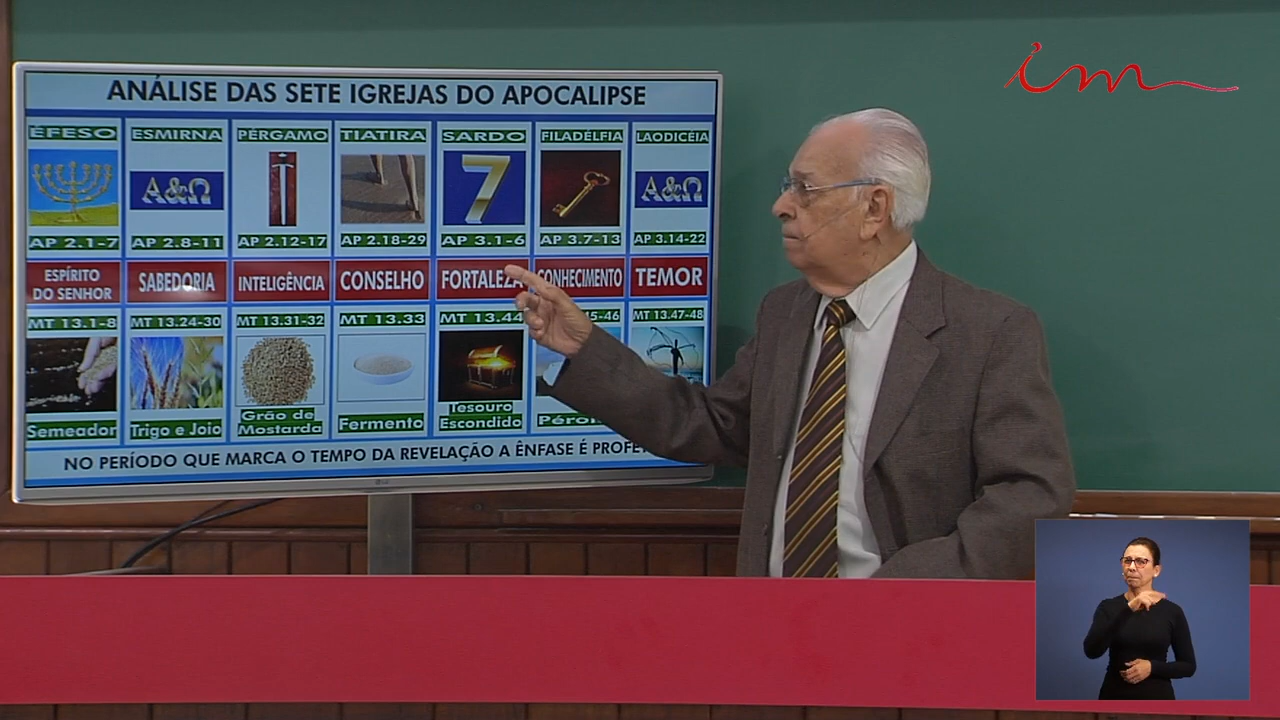 im
ANÁLISE DAS SETE IGREJAS DO APOCALIPSE
ÉFESO ESMIRNA PÉRGAMO TIATIRA SARDO FILADÉLFIA LAODICÉIA
Α&Ω 7 Α&Ω
AP 2.1-7 AP 2.8-11 AP 2.12-17 AP 2.18-29 AP 3.1-6 AP 3.7-13 AP 3.14-22
ESPÍRITO
DO SENHOR SABEDORIA INTELIGÊNCIA CONSELHO FORTALEZA CONHECIMENTO TEMOR
MT 13.1-8 MT 13.24-30 MT 13.31-32 MT 13.33 MT 13.44 5-46 MT 13.47-48
Semeador Trigo e Joio Grão de
Mostarda Fermento Tesouro
Escondido
NO PERÍODO QUE MARCA O TEMPO DA REVELAÇÃO A ÊNFASE É
LG